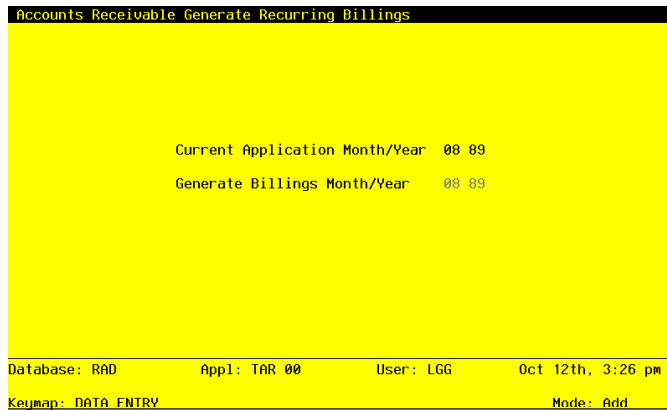 Accounts Receivable Generate Recurring Billings
Current Application Month/Year 08 89
Generate Billings Month/Year 08 89
Database: RAD Appl: TAR 00 User: LGG Oct 12th, 3:26 pm
Keymap: DATA ENTRY Mode: Add